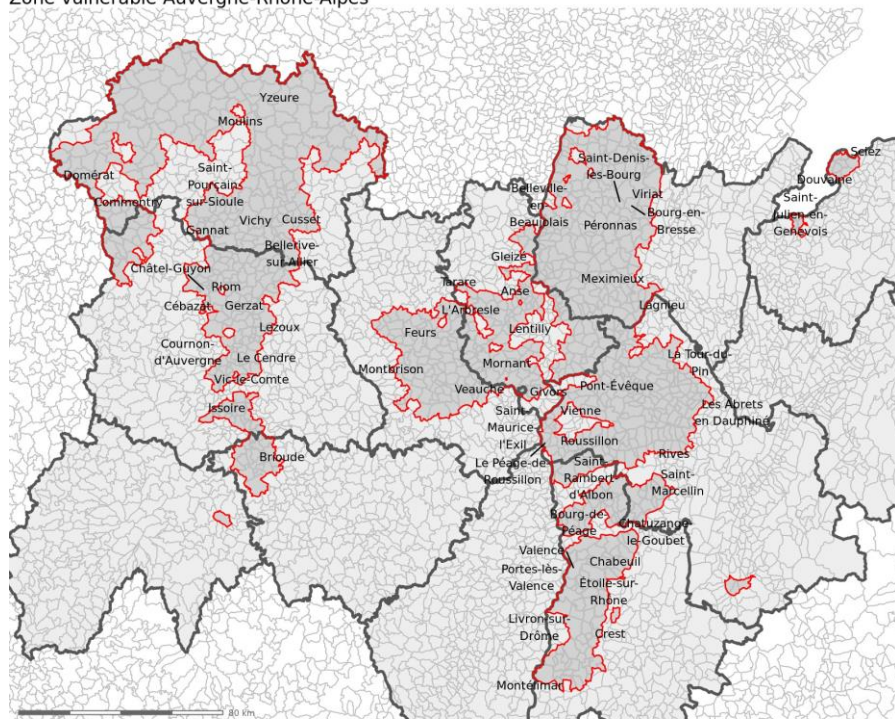 Zone vulnérable Auvergne-Rhône-Alpes
Yzeure
Moulins
Domérat
Commentry
Saint-
Pourçain-
sur-Sioule
Gannat
Vichy
Cusset
Bellerive-
sur-Allier
Châtel-Guyon
Riom
Cébazat
Gerzat
Lezoux
Cournon-
d'Auvergne
Le Cendre
Vic-le-Comte
Issoire
Brioude
Saint-Denis-
lès-Bourg
Viriat
Bourg-en-
Bresse
Péronnas
Meximieux
Lagnieu
Belleville-
en-
Beaujolais
Gleizé
Anse
Tarare
L'Arbresle
Lentilly
Mornant
Givors
Feurs
Montbrison
Veauche
Sciez
Douvaine
Saint-
Julien-en-
Genevois
La Tour-du-
Pin
Pont-Évêque
Les Abrets
en Dauphiné
Vienne
Saint-
Maurice-
l'Exil
Roussillon
Le Péage-de-
Roussillon
Rives
Saint-
Marcellin
Saint-
Rambert-
d'Albon
Bourg-de-
Péage
Chatuzange-
le-Goubet
Valence
Chabeuil
Portes-lès-
Valence
Étoile-sur-
Rhône
Livron-sur-
Drôme
Crest
Montélimar
80 km